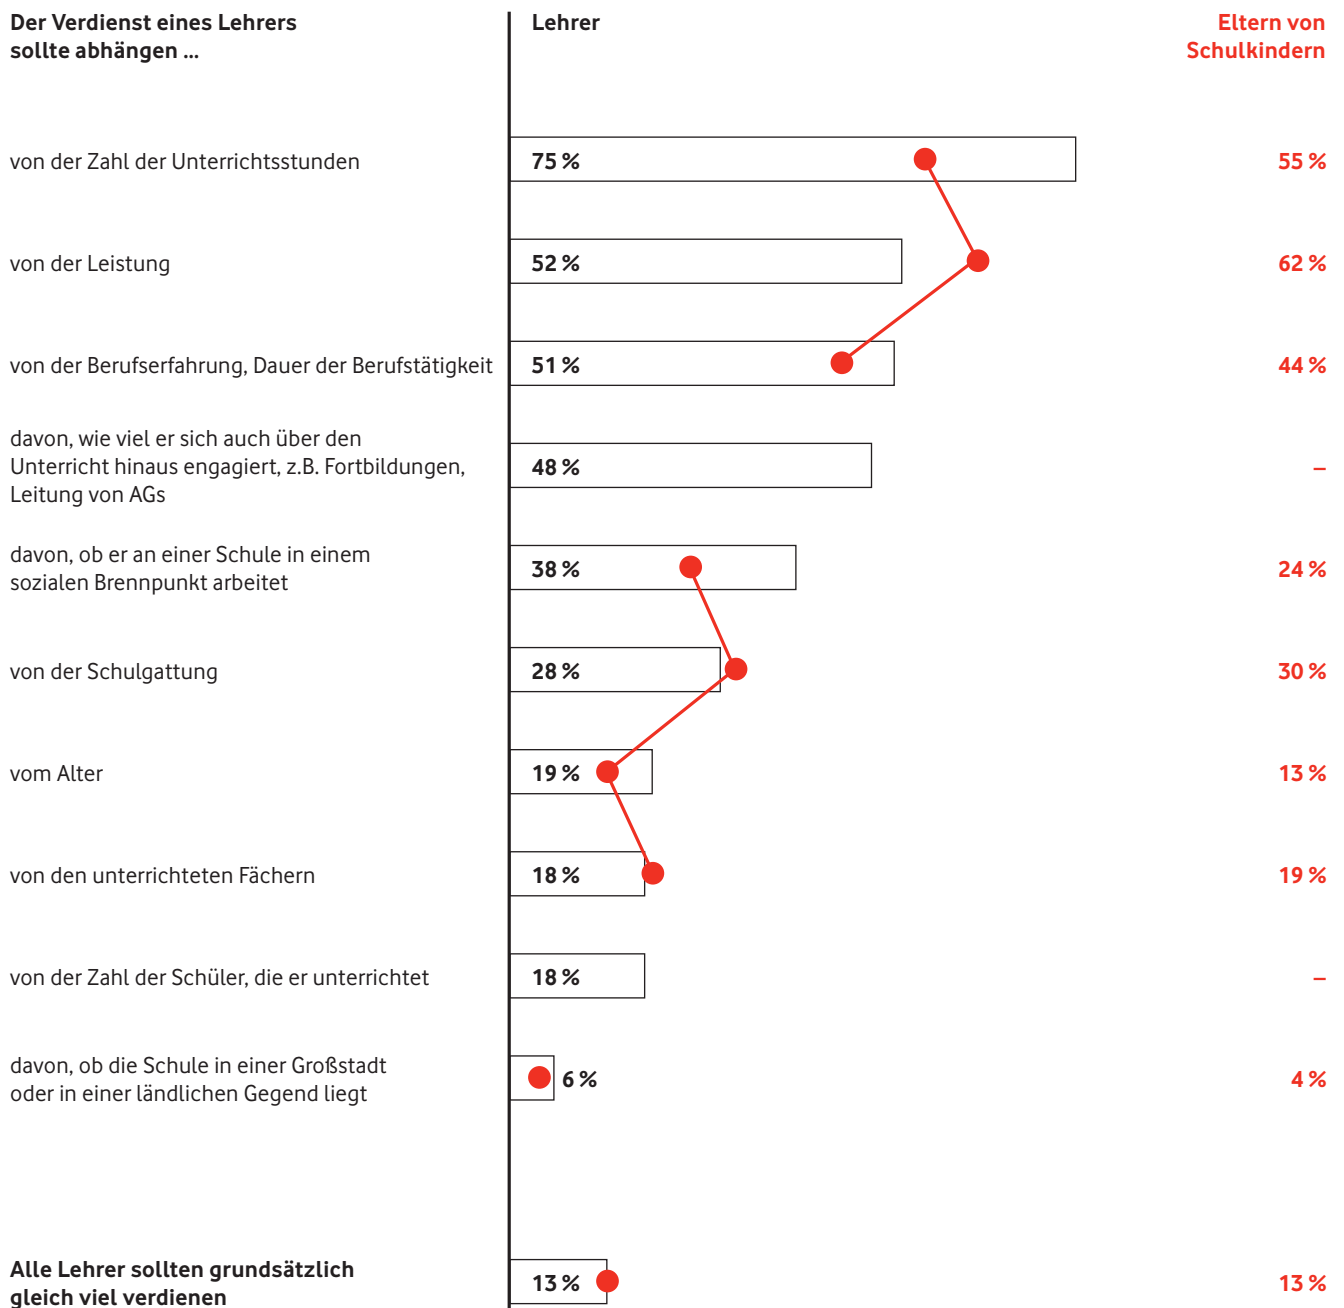 Der Verdienst eines Lehrers
sollte abhängen ...
Lehrer
Eltern von
Schulkindern
von der Zahl der Unterrichtsstunden
75 %
55 %
von der Leistung
52 %
62 %
von der Berufserfahrung, Dauer der Berufstätigkeit
51 %
44 %
davon, wie viel er sich auch über den
Unterricht hinaus engagiert, z.B. Fortbildungen,
Leitung von AGs
48 %
–
davon, ob er an einer Schule in einem
sozialen Brennpunkt arbeitet
38 %
24 %
von der Schulgattung
28 %
30 %
vom Alter
19 %
13 %
von den unterrichteten Fächern
18 %
19 %
von der Zahl der Schüler, die er unterrichtet
18 %
–
davon, ob die Schule in einer Großstadt
oder in einer ländlichen Gegend liegt
6 %
4 %
Alle Lehrer sollten grundsätzlich
gleich viel verdienen
13 %
13 %